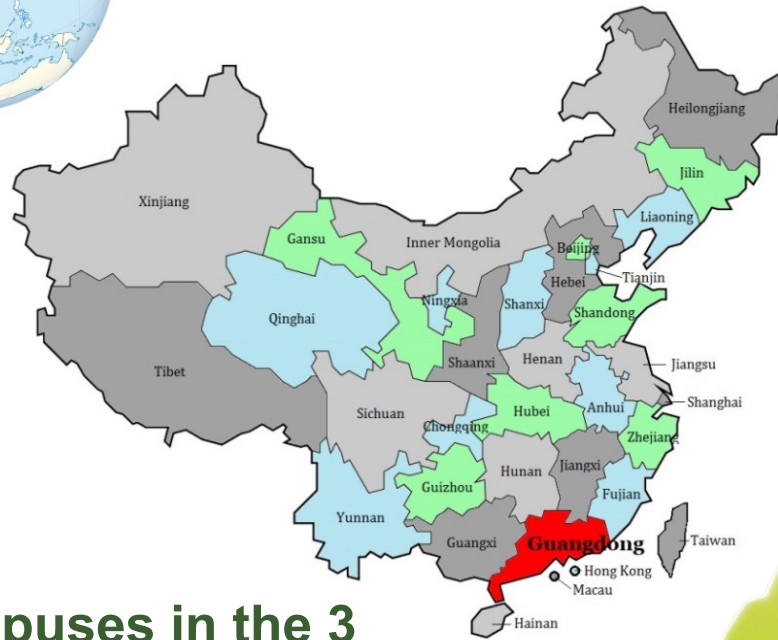 Heilongjiang
Jilin
Xinjiang
Liaoning
Gansu
Inner Mongolia
Beijing
Tianjin
Hebei
Ningxia
Shanxi
Qinghai
Shandong
Henan
Shaanxi
Jiangsu
Tibet
Shanghai
Sichuan
Hubei
Anhui
Chongqing
Zhejiang
Jiangxi
Hunan
Guizhou
Fujian
Yunnan
Guangxi
Guangdong
Taiwan
Hong Kong
Macau
Hainan
puses in the 3